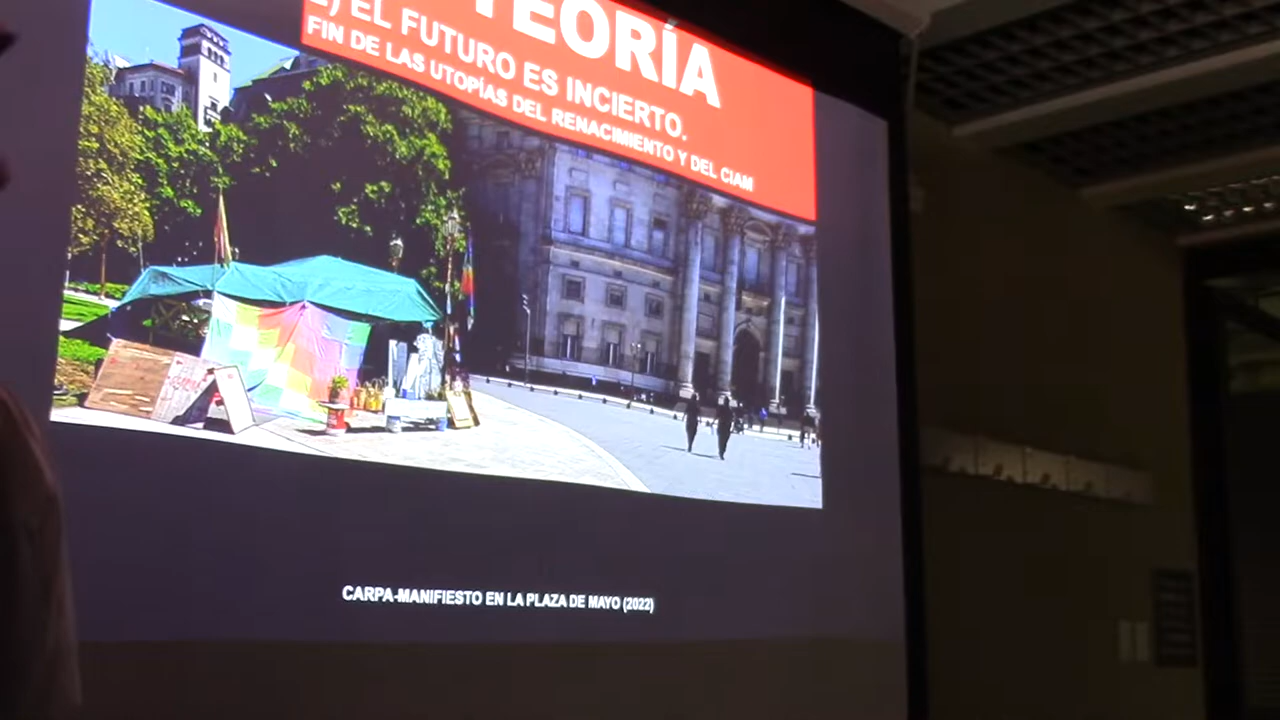 TEORÍA
) EL FUTURO ES INCIERTO.
FIN DE LAS UTOPÍAS DEL RENACIMIENTO Y DEL CIAM
CARPA-MANIFIESTO EN LA PLAZA DE MAYO (2022)